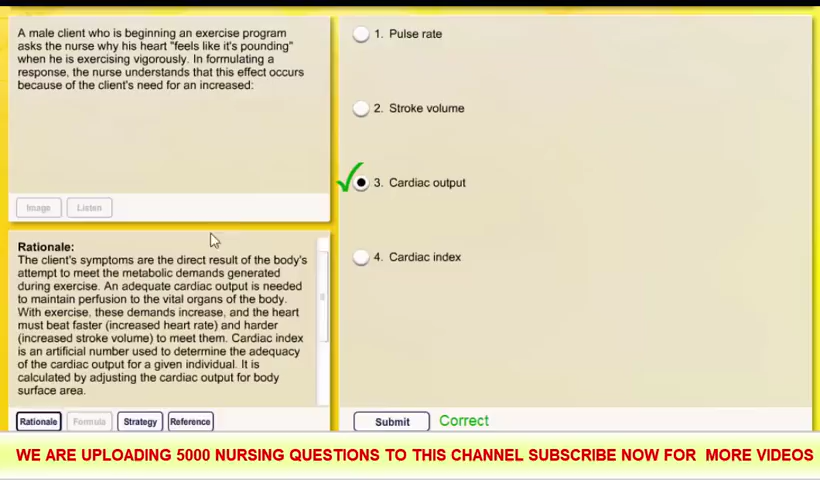 A male client who is beginning an exercise program
asks the nurse why his heart "feels like it's pounding"
when he is exercising vigorously. In formulating a
response, the nurse understands that this effect occurs
because of the client's need for an increased:
Image
Listen
Rationale:
The client's symptoms are the direct result of the body's
attempt to meet the metabolic demands generated
during exercise. An adequate cardiac output is needed
to maintain perfusion to the vital organs of the body.
With exercise, these demands increase, and the heart
must beat faster (increased heart rate) and harder
(increased stroke volume) to meet them. Cardiac index
is an artificial number used to determine the adequacy
of the cardiac output for a given individual. It is
calculated by adjusting the cardiac output for body
surface area.
Rationale
Formula
Strategy
Reference
1. Pulse rate
2. Stroke volume
3. Cardiac output
4. Cardiac index
Submit
Correct
WE ARE UPLOADING 5000 NURSING QUESTIONS TO THIS CHANNEL SUBSCRIBE NOW FOR MORE VIDEOS